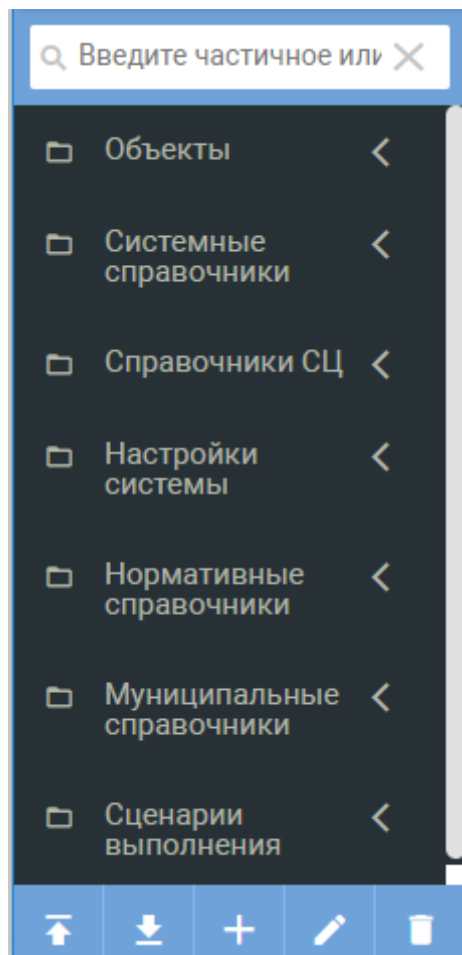 Введите частичное или
Объекты
Системные
справочники
Справочники СЦ
Настройки
системы
Нормативные
справочники
Муниципальные
справочники
Сценарии
выполнения